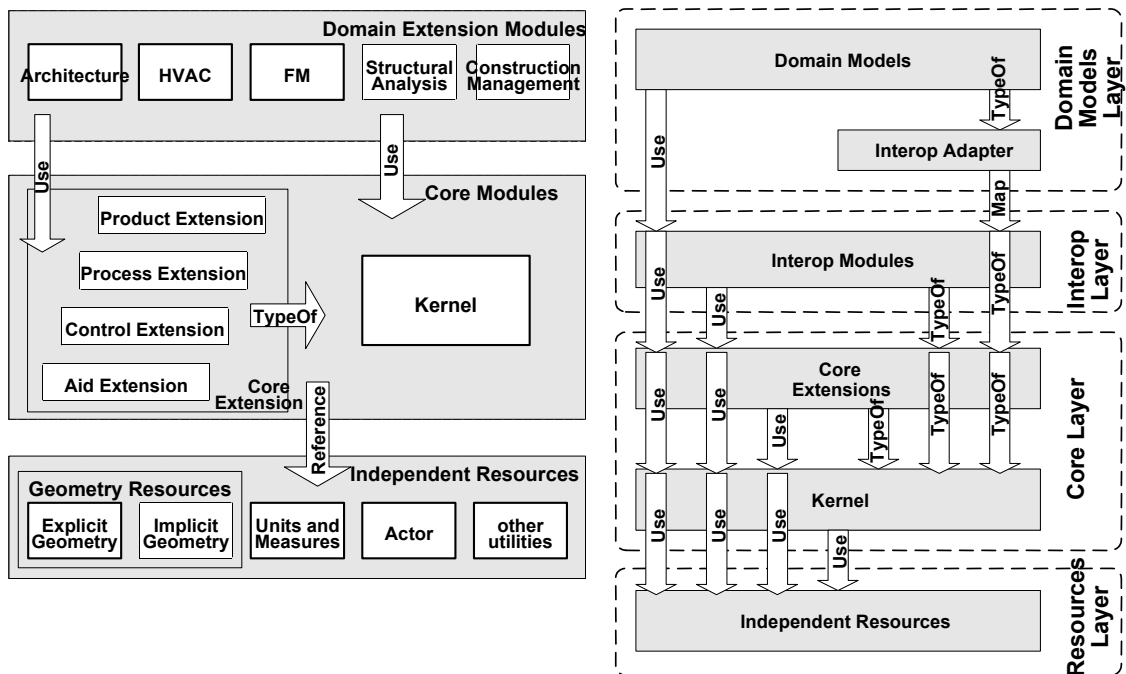 Domain Extension Modules
Architecture
HVAC
FM
Structural
Analysis
Construction
Management
Use
Use
Core Modules
Product Extension
Process Extension
Control Extension
Aid Extension
Core
Extension
TypeOf
Kernel
Reference
Independent Resources
Geometry Resources
Explicit
Geometry
Implicit
Geometry
Units and
Measures
Actor
other
utilities
Domain Models
TypeOf
Domain
Models
Layer
Use
Interop Adapter
Map
Interop Modules
Interop
Layer
Use
Use
TypeOf
TypeOf
Core
Extensions
Core Layer
Use
Use
Use
TypeOf
TypeOf
TypeOf
Kernel
Use
Use
Use
Use
Independent Resources
Resources
Layer